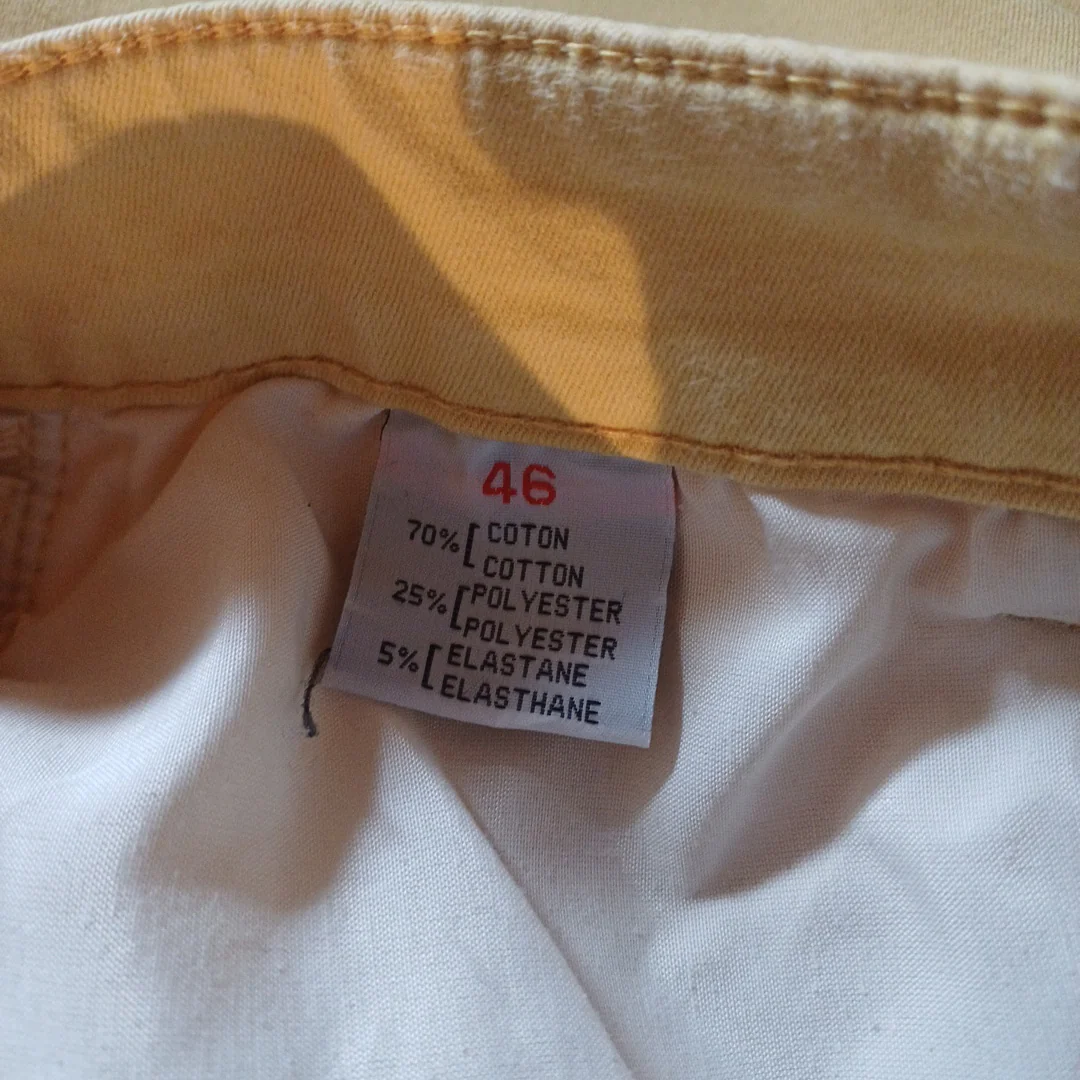 46
70% COTON
COTTON
25% POLYESTER
POLYESTER
5% ELASTANE
ELASTHANE